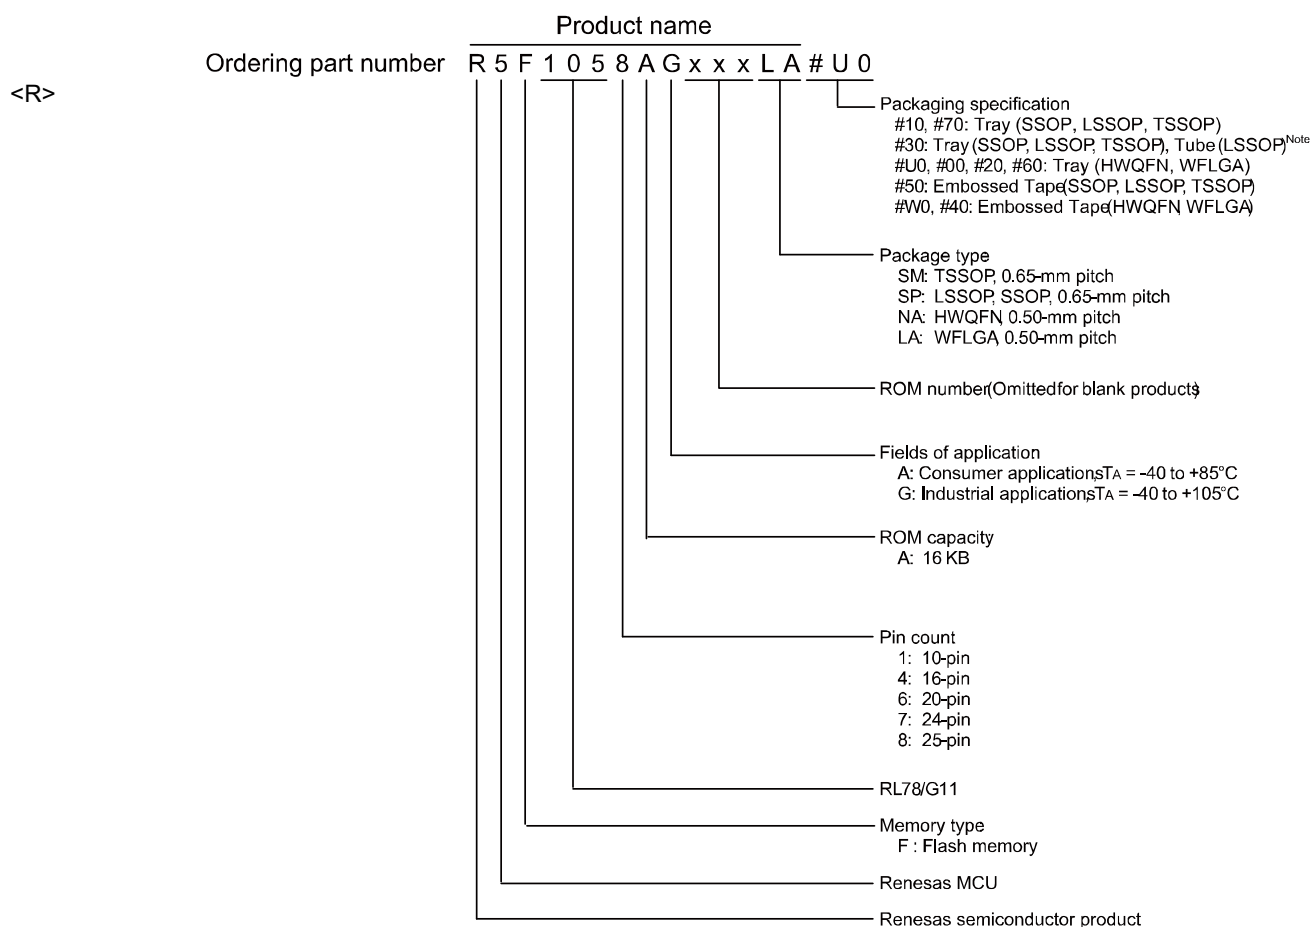 Product name
Ordering part number R 5 F 1 0 5 8 A G x x x L A # U 0
<R>
Packaging specification
#10, #70: Tray (SSOP, LSSOP, TSSOP)
#30: Tray (SSOP, LSSOP, TSSOP), Tube (LSSOP)Note
#U0, #00, #20, #60: Tray (HWQFN, WFLGA)
#50: Embossed Tape(SSOP, LSSOP, TSSOP)
#W0, #40: Embossed Tape(HWQFN, WFLGA)
Package type
SM: TSSOP, 0.65-mm pitch
SP: LSSOP, SSOP, 0.65-mm pitch
NA: HWQFN, 0.50-mm pitch
LA: WFLGA, 0.50-mm pitch
ROM number(Omittedfor blank products)
Fields of application
A: Consumer applications,TA = -40 to +85°C
G: Industrial applications,TA = -40 to +105°C
ROM capacity
A: 16 KB
Pin count
1: 10-pin
4: 16-pin
6: 20-pin
7: 24-pin
8: 25-pin
RL78/G11
Memory type
F : Flash memory
Renesas MCU
Renesas semiconductor product